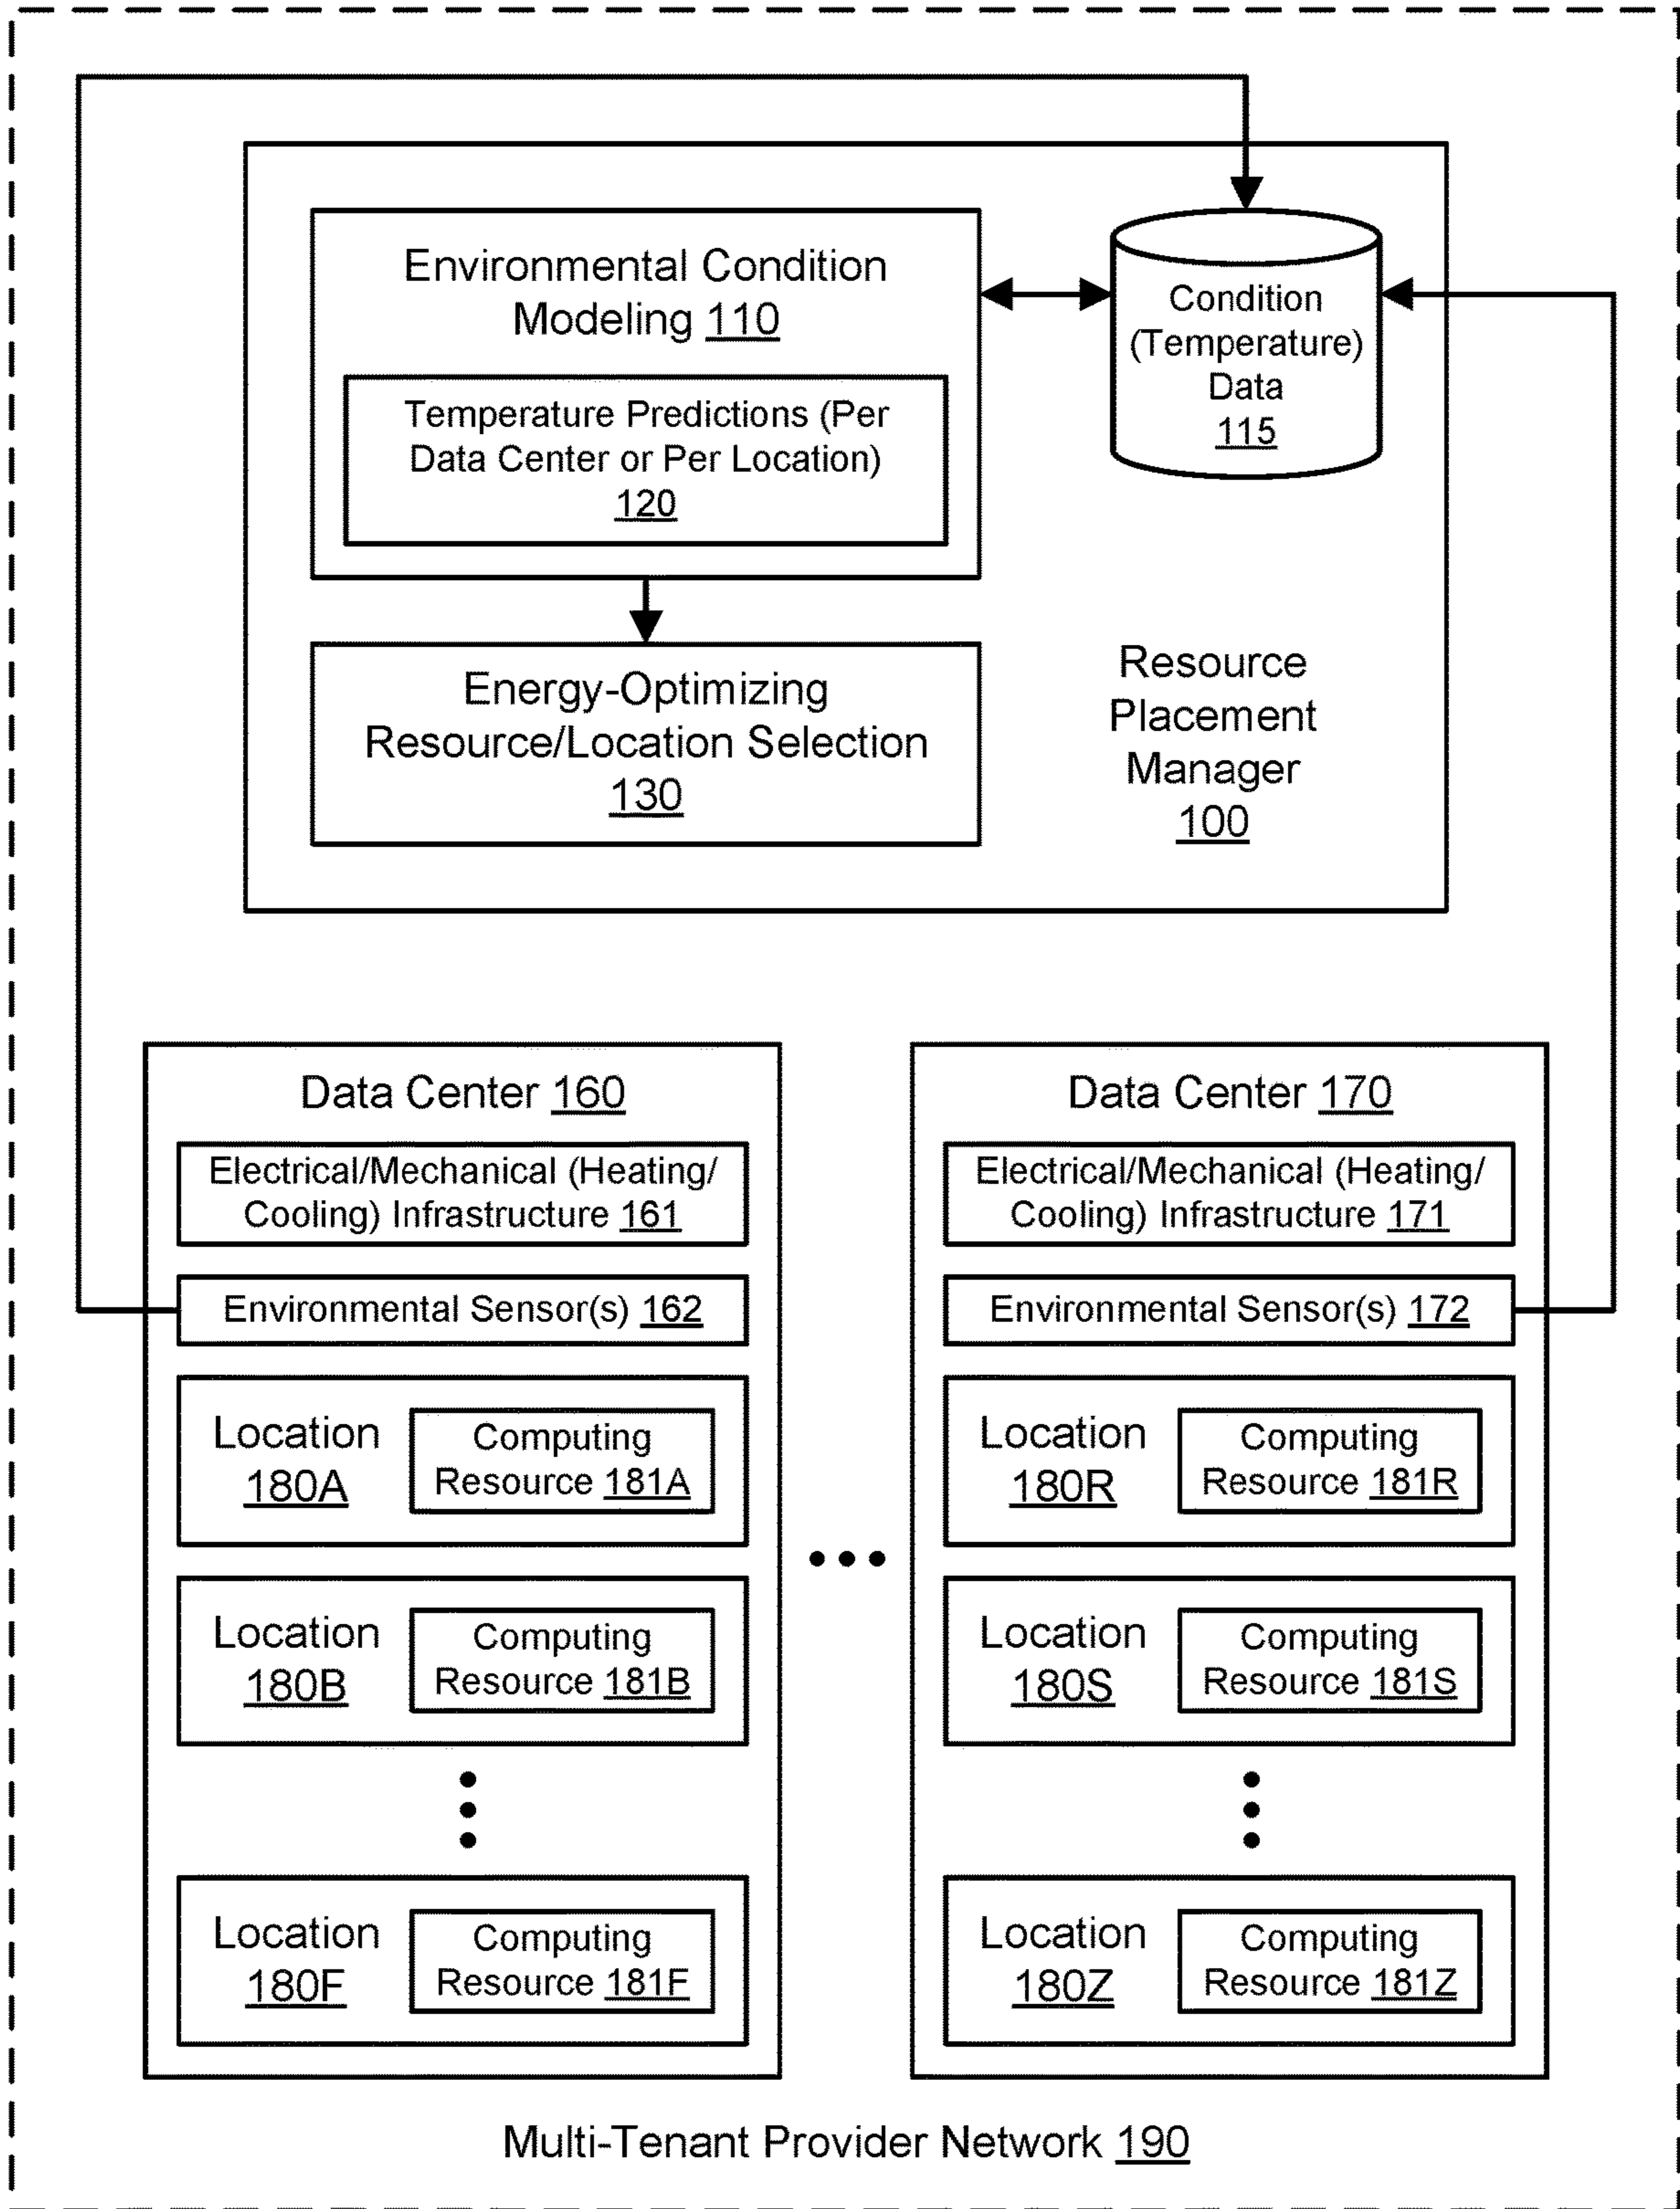 Environmental Condition
Modeling 110
Temperature Predictions (Per
Data Center or Per Location)
120
Condition
(Temperature)
Data
115
Energy-Optimizing
Resource/Location Selection
130
Resource
Placement
Manager
100
Data Center 160
Electrical/Mechanical (Heating/
Cooling) Infrastructure 161
Environmental Sensor(s) 162
Location
180A
Computing
Resource 181A
Location
180B
Computing
Resource 181B
Location
180F
Computing
Resource 181F
Data Center 170
Electrical/Mechanical (Heating/
Cooling) Infrastructure 171
Environmental Sensor(s) 172
Location
180R
Computing
Resource 181R
Location
180S
Computing
Resource 181S
Location
180Z
Computing
Resource 181Z
Multi-Tenant Provider Network 190